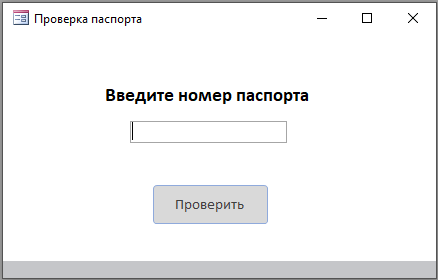 Проверка паспорта
Введите номер паспорта
Проверить